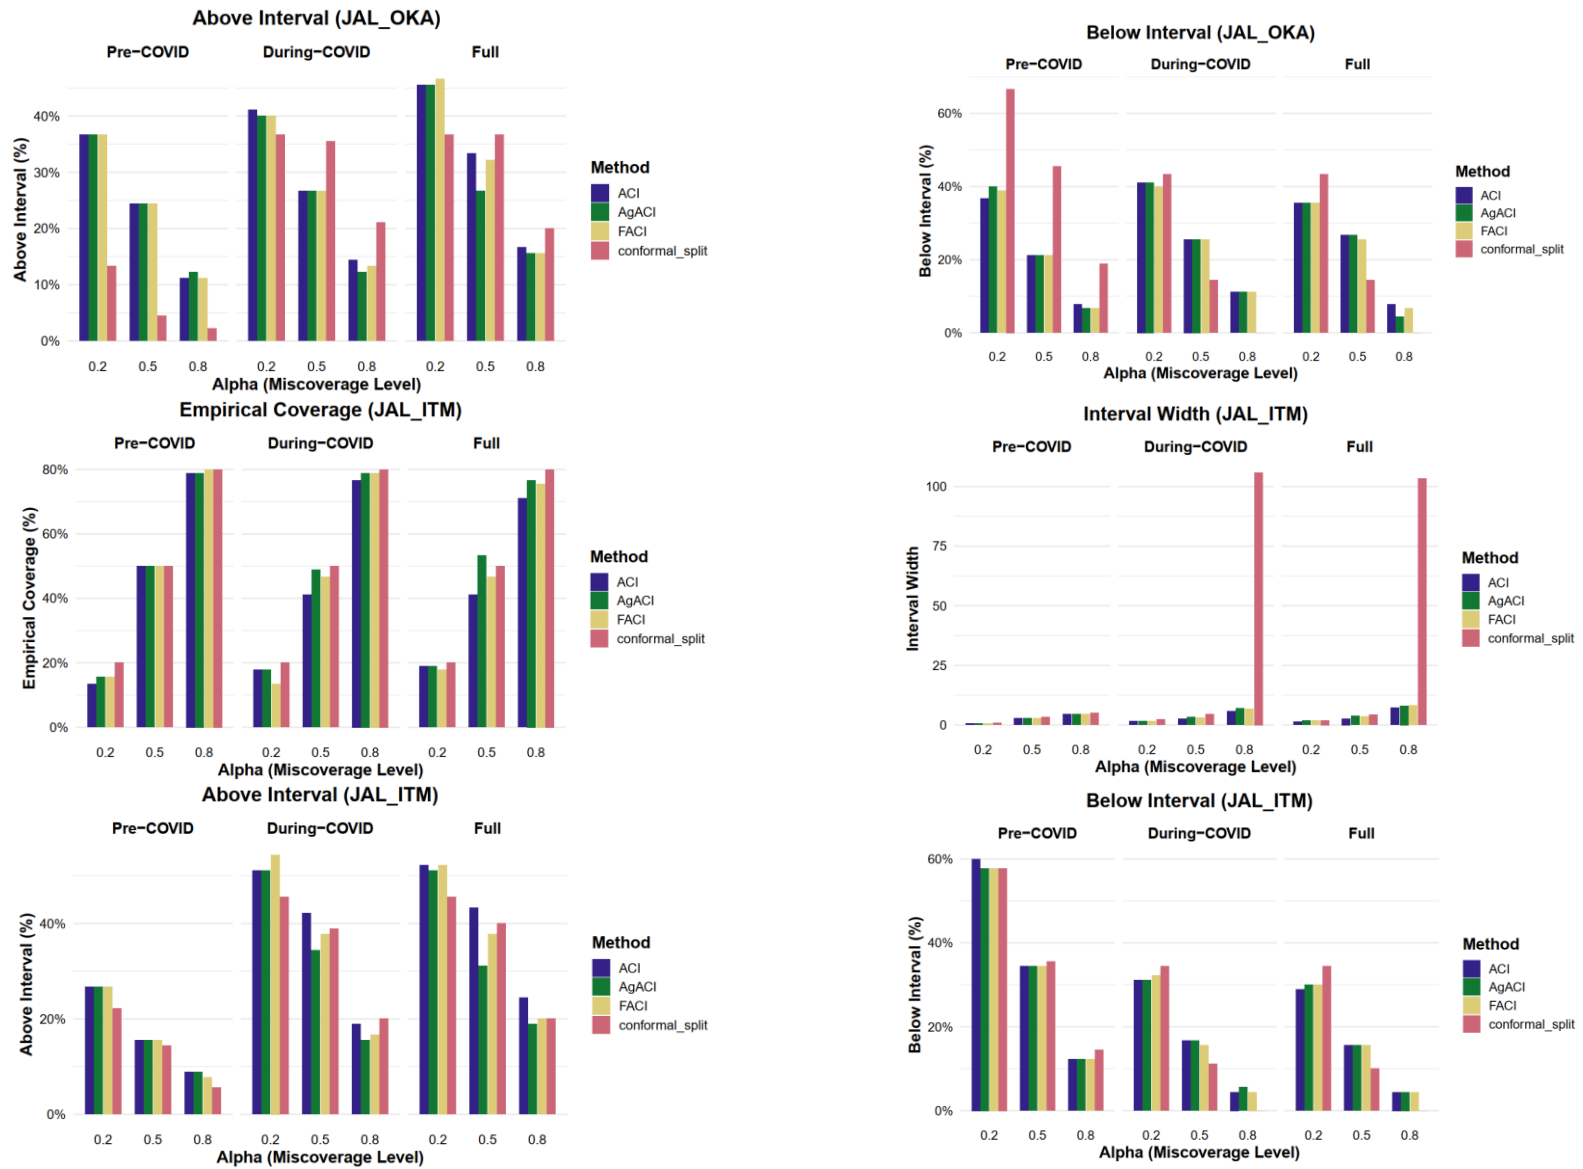 Above Interval (JAL_OKA)
Pre−COVID During−COVID Full
Above Interval (%)
40%
30%
20%
10%
0%
0.2 0.5 0.8 0.2 0.5 0.8 0.2 0.5 0.8
Alpha (Miscoverage Level)
Method
ACI
AgACI
FACI
conformal_split
Below Interval (JAL_OKA)
Pre−COVID During−COVID Full
Below Interval (%)
60%
40%
20%
0%
0.2 0.5 0.8 0.2 0.5 0.8 0.2 0.5 0.8
Alpha (Miscoverage Level)
Method
ACI
AgACI
FACI
conformal_split
Empirical Coverage (JAL_ITM)
Pre−COVID During−COVID Full
Empirical Coverage (%)
80%
60%
40%
20%
0%
0.2 0.5 0.8 0.2 0.5 0.8 0.2 0.5 0.8
Alpha (Miscoverage Level)
Method
ACI
AgACI
FACI
conformal_split
Interval Width (JAL_ITM)
Pre−COVID During−COVID Full
Interval Width
100
75
50
25
0
0.2 0.5 0.8 0.2 0.5 0.8 0.2 0.5 0.8
Alpha (Miscoverage Level)
Method
ACI
AgACI
FACI
conformal_split
Above Interval (JAL_ITM)
Pre−COVID During−COVID Full
Above Interval (%)
40%
20%
0%
0.2 0.5 0.8 0.2 0.5 0.8 0.2 0.5 0.8
Alpha (Miscoverage Level)
Method
ACI
AgACI
FACI
conformal_split
Below Interval (JAL_ITM)
Pre−COVID During−COVID Full
Below Interval (%)
60%
40%
20%
0%
0.2 0.5 0.8 0.2 0.5 0.8 0.2 0.5 0.8
Alpha (Miscoverage Level)
Method
ACI
AgACI
FACI
conformal_split